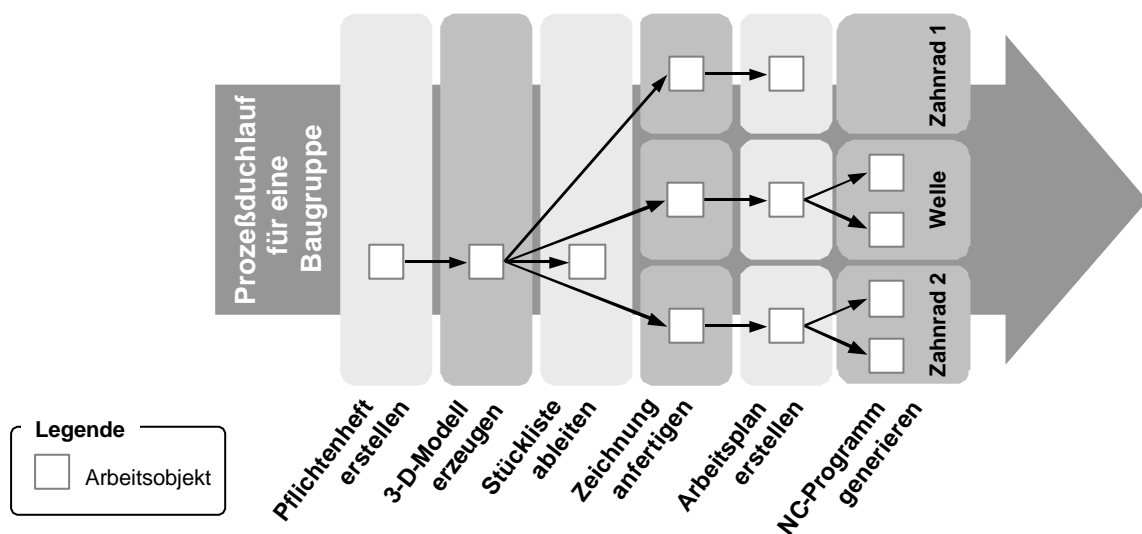 Prozeßduchlauf
für eine
Baugruppe
Zahnrad 1
Welle
Zahnrad 2
Pflichtenheft
erstellen
3-D-Modell
erzeugen
Stückliste
ableiten
Zeichnung
anfertigen
Arbeitsplan
erstellen
NC-Programm
generieren
Legende
Arbeitsobjekt